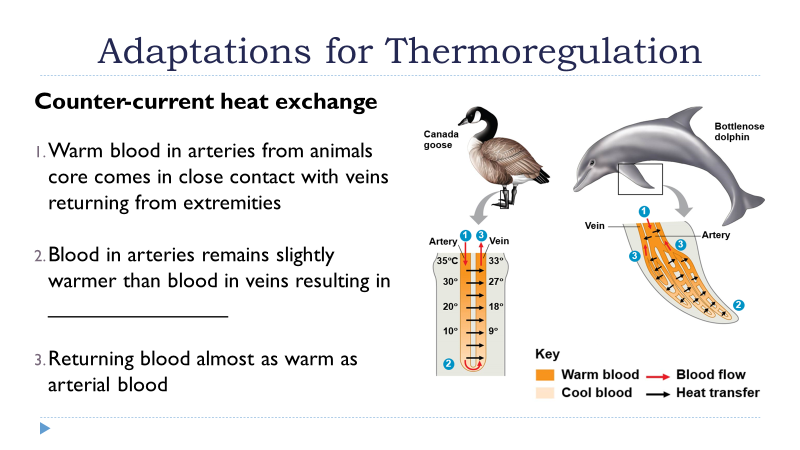 Adaptations for Thermoregulation
Counter-current heat exchange
1. Warm blood in arteries from animals
core comes in close contact with veins
returning from extremities
2. Blood in arteries remains slightly
warmer than blood in veins resulting in
_________________
3. Returning blood almost as warm as
arterial blood
Canada
goose
Bottlenose
dolphin
Artery 1 3 Vein
35°C 33°
30° 27°
20° 18°
10° 9°
2
1
Vein
Artery
3
3
2
Key
Warm blood
Blood flow
Cool blood
Heat transfer